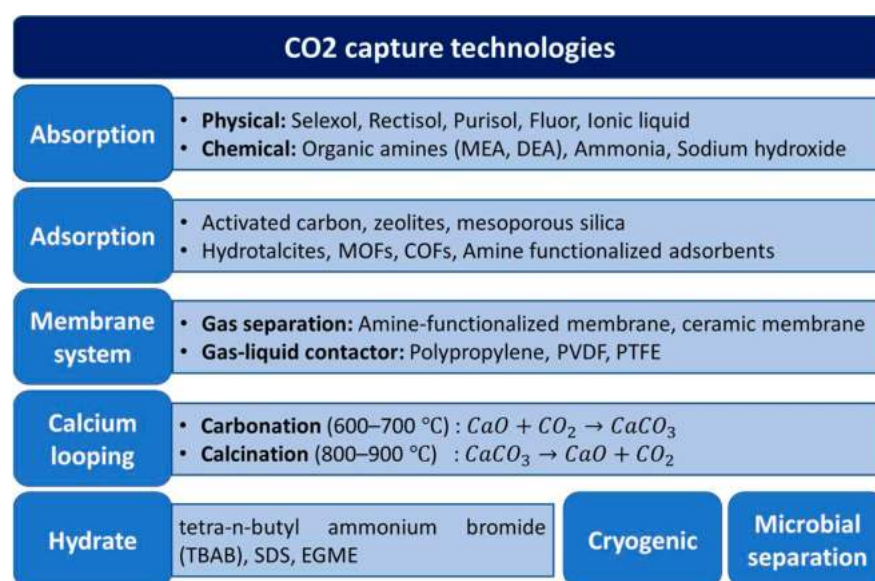 CO2 capture technologies
Absorption
• Physical: Selexol, Rectisol, Purisol, Fluor, Ionic liquid
• Chemical: Organic amines (MEA, DEA), Ammonia, Sodium hydroxide
Adsorption
• Activated carbon, zeolites, mesoporous silica
• Hydrotalcites, MOFs, COFs, Amine functionalized adsorbents
Membrane
system
• Gas separation: Amine-functionalized membrane, ceramic membrane
• Gas-liquid contactor: Polypropylene, PVDF, PTFE
Calcium
looping
• Carbonation (600–700 °C) : CaO + CO₂ → CaCO₃
• Calcination (800–900 °C) : CaCO₃ → CaO + CO₂
Hydrate
tetra-n-butyl ammonium bromide
(TBAB), SDS, EGME
Cryogenic
Microbial
separation